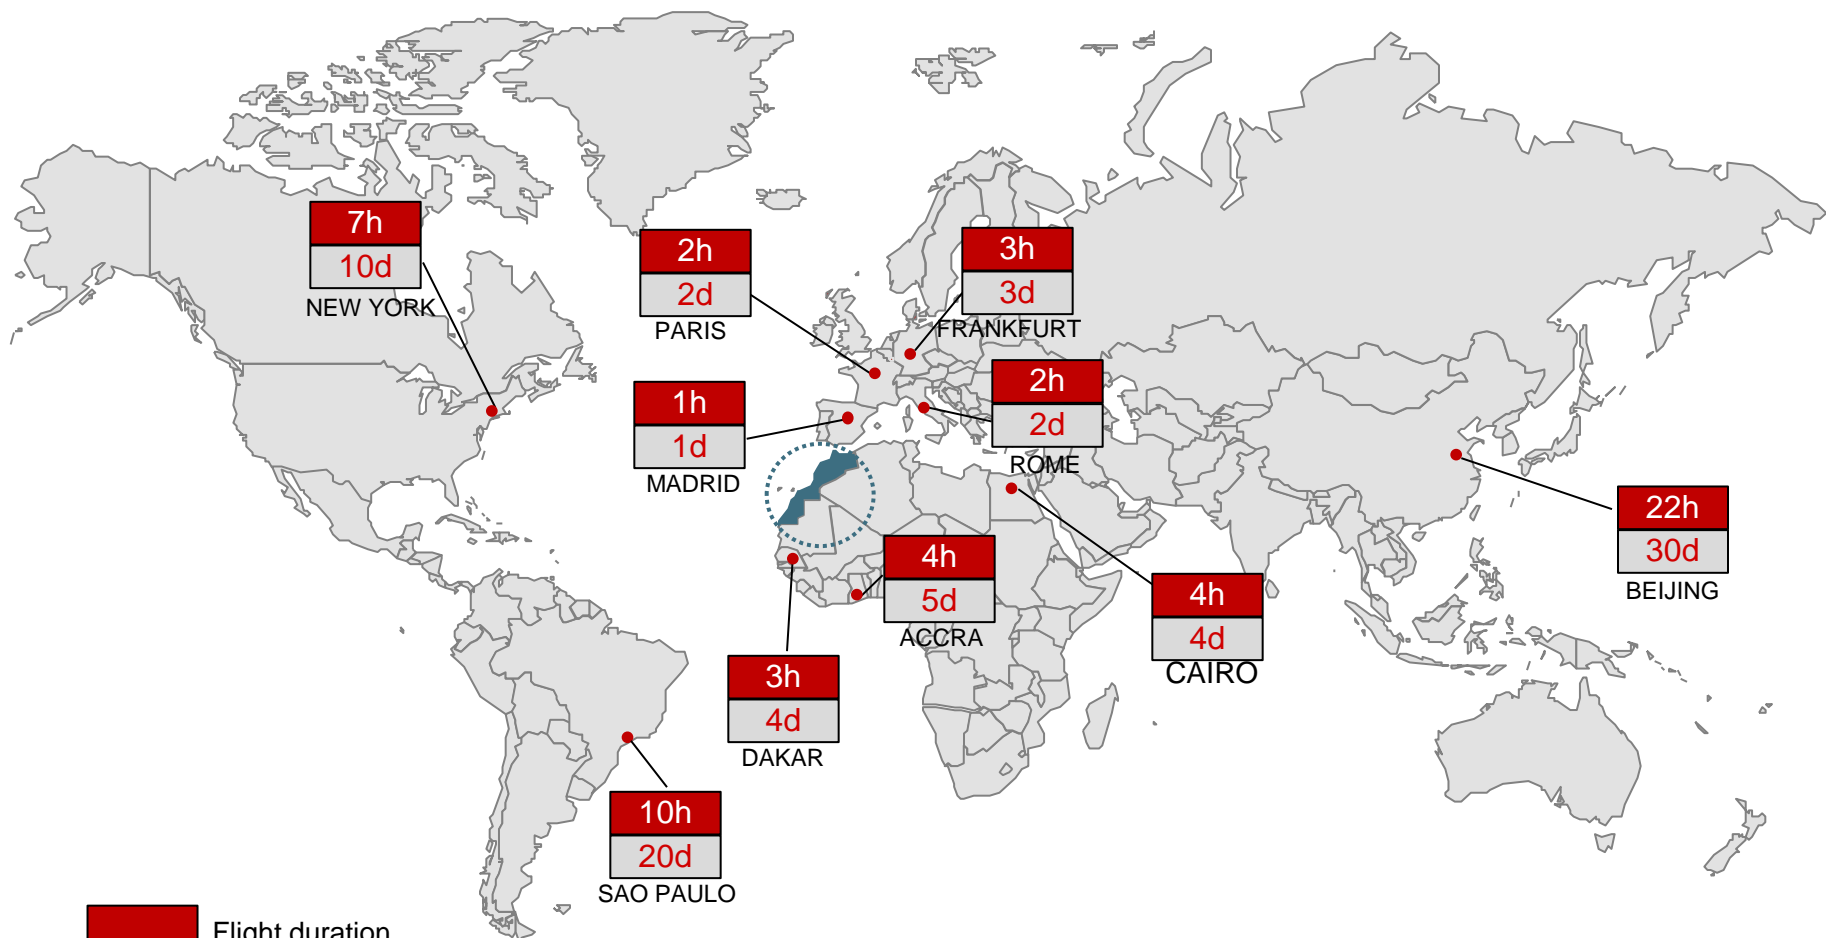 7h
10d
NEW YORK
2h
2d
PARIS
3h
3d
FRANKFURT
1h
1d
MADRID
2h
2d
ROME
22h
30d
BEIJING
4h
5d
ACCRA
4h
4d
CAIRO
3h
4d
DAKAR
10h
20d
SAO PAULO
Flight duration